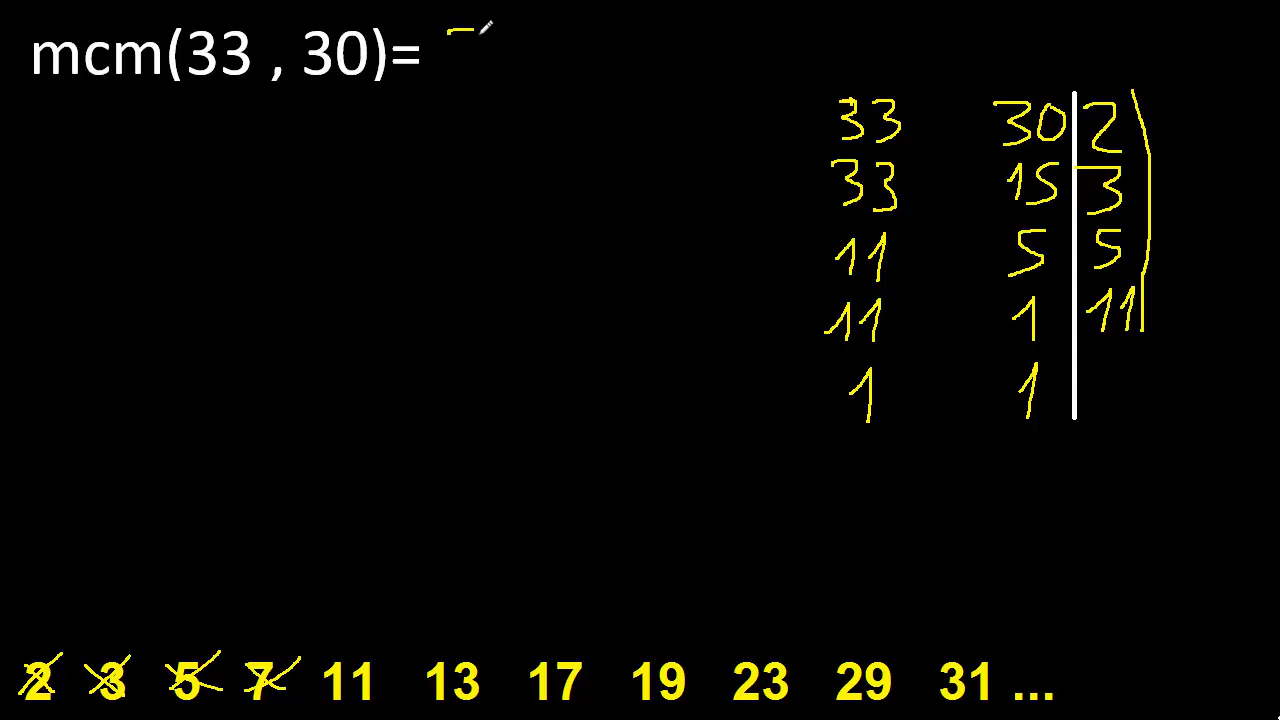 mcm(33 , 30)=
33 30 2
33 15 3
11 5 5
11 1 11
1 1
2 3 5 7 11 13 17 19 23 29 31 ...